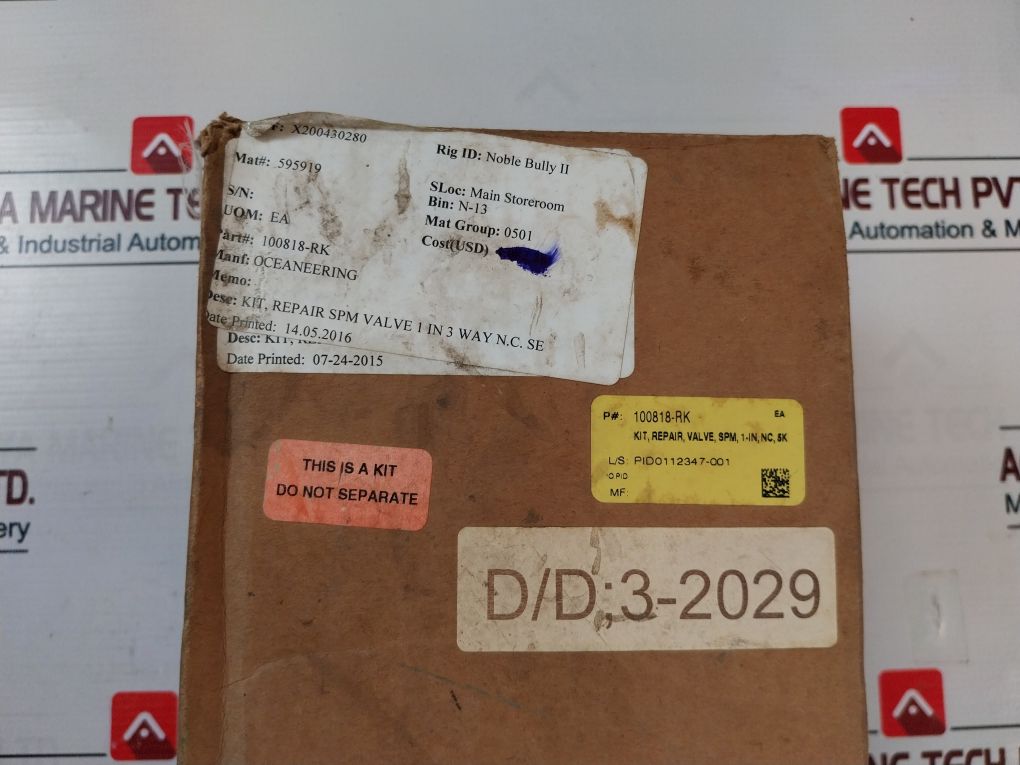 X200430280
Mat#: 595919
S/N:
UOM: EA
Part#: 100818-RK
Manf: OCEANEERING
Memo:
Desc: KIT, REPAIR SPM VALVE 1 IN 3 WAY N.C. SE
Date Printed: 14.05.2016
Rig ID: Noble Bully II
SLoc: Main Storeroom
Bin: N-13
Mat Group: 0501
Cost(USD)
Desc: KIT,
Date Printed: 07-24-2015
THIS IS A KIT
DO NOT SEPARATE
P#: 100818-RK EA
KIT, REPAIR, VALVE, SPM, 1-IN, NC, 5K
L/S: PID0112347-001
O PID
MF:
D/D;3-2029
A MARINE
& Industrial Autom
NE TECH PVT
Automation & M
TD.
ery
A
M
NE TECH PV